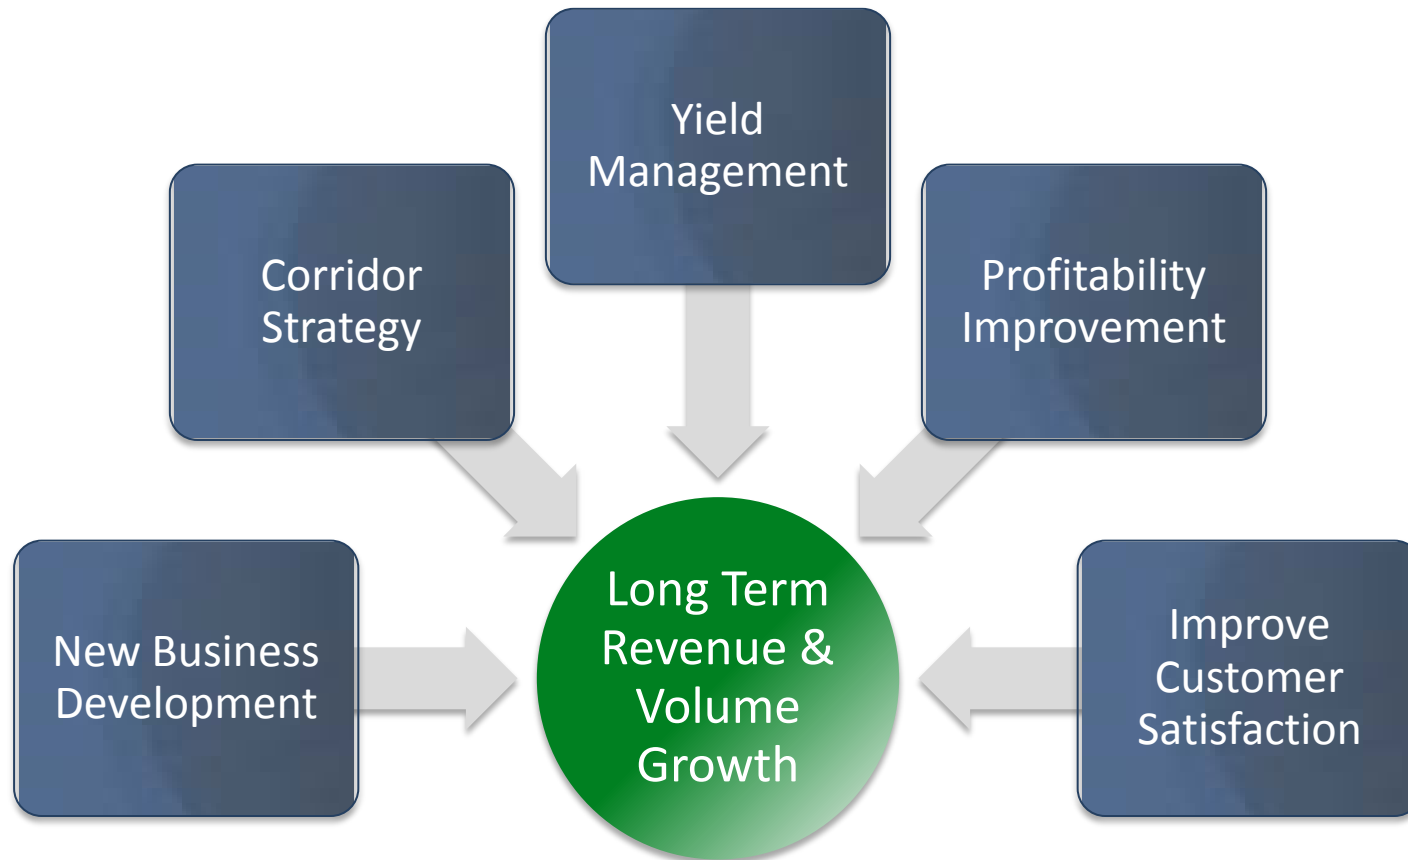 Yield
Management
Corridor
Strategy
Profitability
Improvement
New Business
Development
Long Term
Revenue &
Volume
Growth
Improve
Customer
Satisfaction